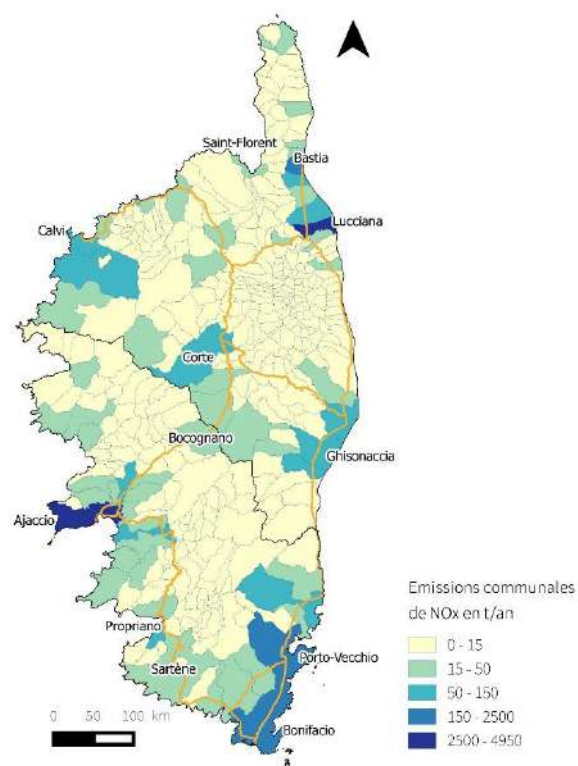 Saint-Florent
Bastia
Lucciana
Calvi
Corte
Bocognano
Ghisonaccia
Ajaccio
Propriano
Porto-Vecchio
Sartène
Bonifacio
0 50 100 km
Emissions communales
de NOx en t/an
0 - 15
15 - 50
50 - 150
150 - 2500
2500 - 4950